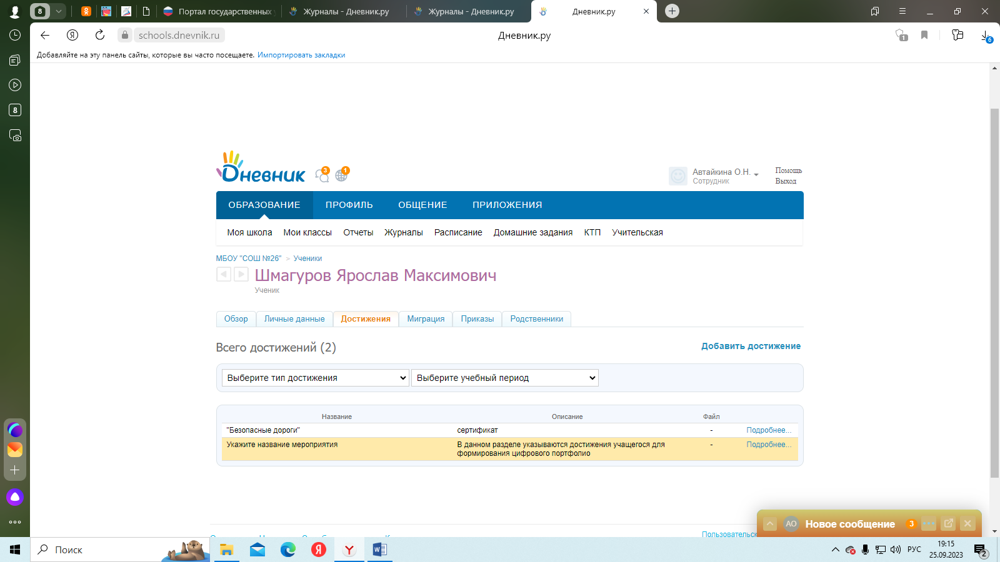 8
Портал государственных
Журналы - Дневник.ру
Журналы - Дневник.ру
Дневник.ру
schools.dnevnik.ru
Дневник.ру
1
6
Добавляйте на эту панель сайты, которые вы часто посещаете. Импортировать закладки
8
Дневник
3
1
Автайкина О.Н.
Сотрудник
Помощь
Выход
ОБРАЗОВАНИЕ ПРОФИЛЬ ОБЩЕНИЕ ПРИЛОЖЕНИЯ
Моя школа Мои классы Отчеты Журналы Расписание Домашние задания КТП Учительская
МБОУ "СОШ №26" > Ученики
Шмагуров Ярослав Максимович
Ученик
Обзор Личные данные Достижения Миграция Приказы Родственники
Всего достижений (2)
Добавить достижение
Выберите тип достижения Выберите учебный период
Название Описание Файл
"Безопасные дороги" сертификат - Подробнее...
Укажите название мероприятия В данном разделе указываются достижения учащегося для - Подробнее...
формирования цифрового портфолио
АО Новое сообщение 3
Пользовательск
Поиск
РУС
19:15
25.09.2023
2